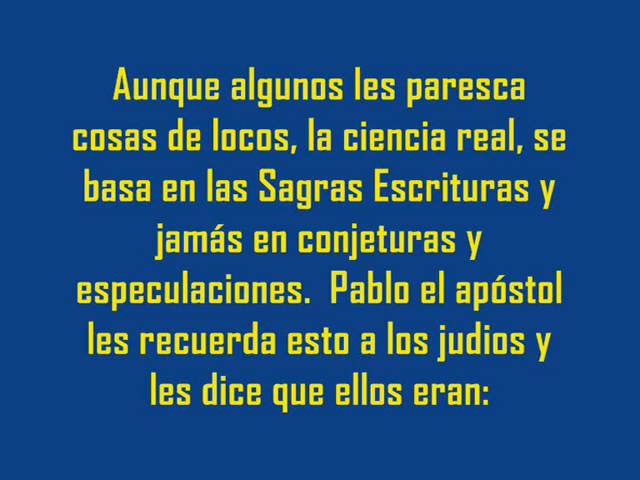 Aunque algunos les paresca
cosas de locos, la ciencia real, se
basa en las Sagras Escrituras y
jamás en conjeturas y
especulaciones.  Pablo el apóstol
les recuerda esto a los judios y
les dice que ellos eran: